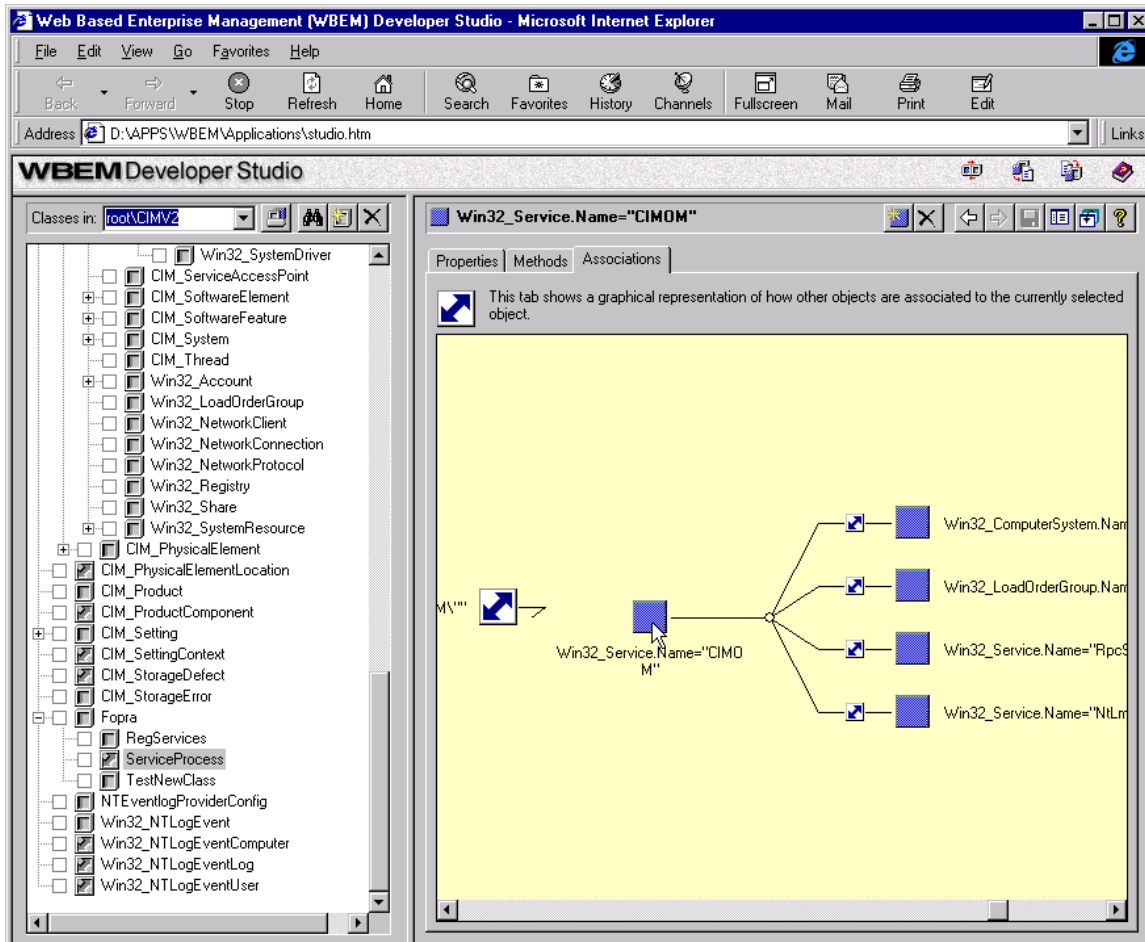 Web Based Enterprise Management (WBEM) Developer Studio - Microsoft Internet Explorer
File Edit View Go Favorites Help
Back Forward Stop Refresh Home Search Favorites History Channels Fullscreen Mail Print Edit
Address D:\APPS\WBEM\Applications\studio.htm Links
WBEM Developer Studio
Classes in: root\CIMV2
Win32_SystemDriver
CIM_ServiceAccessPoint
CIM_SoftwareElement
CIM_SoftwareFeature
CIM_System
CIM_Thread
Win32_Account
Win32_LoadOrderGroup
Win32_NetworkClient
Win32_NetworkConnection
Win32_NetworkProtocol
Win32_Registry
Win32_Share
Win32_SystemResource
CIM_PhysicalElement
CIM_PhysicalElementLocation
CIM_Product
CIM_ProductComponent
CIM_Setting
CIM_SettingContext
CIM_StorageDefect
CIM_StorageError
Fopra
RegServices
ServiceProcess
TestNewClass
NTEventlogProviderConfig
Win32_NTLogEvent
Win32_NTLogEventComputer
Win32_NTLogEventLog
Win32_NTLogEventUser
Win32_Service.Name="CIMOM"
Properties Methods Associations
This tab shows a graphical representation of how other objects are associated to the currently selected
object.
Win32_ComputerSystem.Nam
Win32_LoadOrderGroup.Nam
M\""
Win32_Service.Name="CIMO
M"
Win32_Service.Name="RpcS
Win32_Service.Name="NtLm